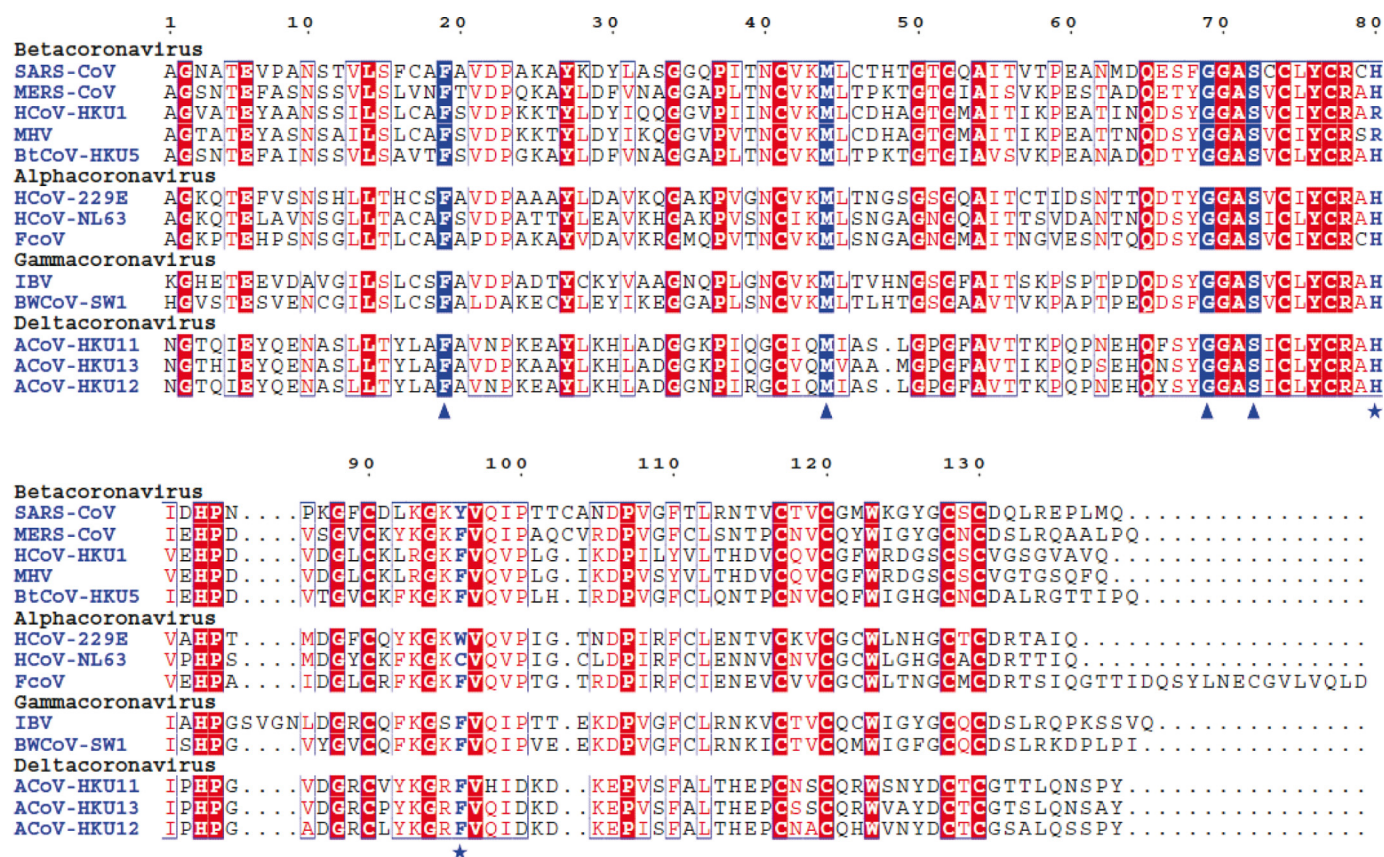 1 10 20 30 40 50 60 70 80
Betacoronavirus
SARS-CoV AGNATEVPANSTVLSFCAFAVDPAKAYKDYLASGGQPITNCVKMLCTHTGTGQAITVTPEANMDQESFGGASCCLYCRCH
MERS-CoV AGSNTEFASNSSVLSLVNFTVDPQKAYLDFVNAGGAPLTNCVKMLTPKTGTGIAISVKPESTADQETYGGASVCLYCRAH
HCoV-HKU1 AGVATEYAANSSILSLCAFSVDPKKTYLDYIQQGGVPIINCVKMLCDHAGTGMAITIKPEATINQDSYGGASVCLYCRAR
MHV AGTATEYASNSAILSLCAFSVDPKKTYLDYIKQGGVPVTNCVKMLCDHAGTGMAITIKPEATTNQDSYGGASVCLYCRSR
BtCoV-HKU5 AGSNTEFAINSSVLSAVTFSVDPGKAYLDFVNAGGAPLTNCVKMLTPKTGTGIAVSVKPEANADQDTYGGASVCLYCRAH
Alphacoronavirus
HCoV-229E AGKQTEFVSNSHLLTHCSFAVDPAAAYLDAVKQGAKPVGNCVKMLTNGSGSGQAITCTIDSNTTQDTYGGASVCIYCRAH
HCoV-NL63 AGKQTELAVNSGLLTACAFSVDPATTYLEAVKHGAKPVSNCIKMLSNGAGNGQAITTSVDANTNQDSYGGASICLYCRAH
FcoV AGKPTEHPSNSGLLTLCAFAPDPAKAYVDAVKRGMQPVTNCVKMLSNGAGNGMAITNGVESNTQQDSYGGASVCIYCRCH
Gammacoronavirus
IBV KGHETEEVDAVGILSLCSFAVDPADTYCKYVAAGNQPLGNCVKMLTVHNGSGFAITSKPSPTPDQDSYGGASVCLYCRAH
BWCoV-SW1 HGVSTESVENCGILSLCSFALDAKECYLEYIKEGGAPLSNCVKMLTLHTGSGAAVTVKPAPTPEQDSFGGASVCLYCRAH
Deltacoronavirus
ACoV-HKU11 NGTQIEYQENASLLTYLAFAVNPKEAYLKHLADGGKPIQGCIQMIAS.LGPGFAVTTKPQPNEHQFSYGGASICLYCRAH
ACoV-HKU13 NGTHIEYQENASLLTYLAFAVNPKEAYLKHLADGGKPIQGCVQMVAA.MGPGFAVTTKPQPSEHQNSYGGASICLYCRAH
ACoV-HKU12 NGTQIEYQENASLLTYLAFAVNPKEAYLKHLADGGNPIRGCIQMIAS.LGPGFAVTTKPQPNEHQYSYGGASICLYCRAH
90 100 110 120 130
Betacoronavirus
SARS-CoV IDHPN....PKGFCDLKGKYVQIPTTCANDPVGFTLRNTVCTVCGMWKGYGCSCDQLREPLMQ................
MERS-CoV IEHPD....VSGVCKYKGKFVQIPAQCVRDPVGFCLSNTPCNVCQYWIGYGCNCDSLRQAALPQ...............
HCoV-HKU1 VEHPD....VDGLCKLRGKFVQVPLG.IKDPILYVLTHDVCQVCGFWRDGSCSCVGSGVAVQ.................
MHV VEHPD....VDGLCKLRGKFVQVPLG.IKDPVSYVLTHDVCQVCGFWRDGSCSCVGTGSQFQ.................
BtCoV-HKU5 IEHPD....VTGVCKFKGKFVQVPLH.IRDPVGFCLQNTPCNVCQFWIGHGCNCDALRGTTIPQ...............
Alphacoronavirus
HCoV-229E VAHPT....MDGFCQYKGKWVQVPIG.TNDPIRFCLENTVCKVCGCWLNHGCTCDRTAIQ...................
HCoV-NL63 VPHPS....MDGYCKFKGKCVQVPIG.CLDPIRFCLENNVCNVCGCWLGHGCACDRTTIQ...................
FcoV VEHPA....IDGLCRFKGKFVQVPTG.TRDPIRFCIENEVCVVCGCWLTNGCMCDRTSIQGTTIDQSYLNECGVLVQLD
Gammacoronavirus
IBV IAHPGSVGNLDGRCQFKGSFVQIPTT.EKDPVGFCLRNKVCTVCQCWIGYGCQCDSLRQPKSSVQ..............
BWCoV-SW1 ISHPG....VYGVCQFKGKFVQIPVE.EKDPVGFCLRNKICTVCQMWIGFGCQCDSLRKDPLPI...............
Deltacoronavirus
ACoV-HKU11 IPHPG....VDGRCVYKGRFVHIDKD..KEPVSFALTHEPCNSCQRWSNYDCTCGTTLQNSPY................
ACoV-HKU13 IPHPG....VDGRCPYKGRFVQIDKD..KEPVSFALTHEPCSSCQRWVAYDCTCGTSLQNSAY................
ACoV-HKU12 IPHPG....ADGRCLYKGRFVQIDKD..KEPISFALTHEPCNACQHWVNYDCTCGSALQSSPY................